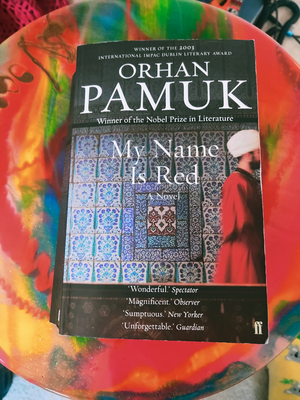 WINNER OF THE 2003
INTERNATIONAL IMPAC DUBLIN LITERARY AWARD
ORHAN
PAMUK
Winner of the Nobel Prize in Literature
My Name
Is Red
A Novel
'Wonderful.' Spectator
'Magnificent.' Observer
'Sumptuous.' New Yorker
'Unforgettable.' Guardian
ff